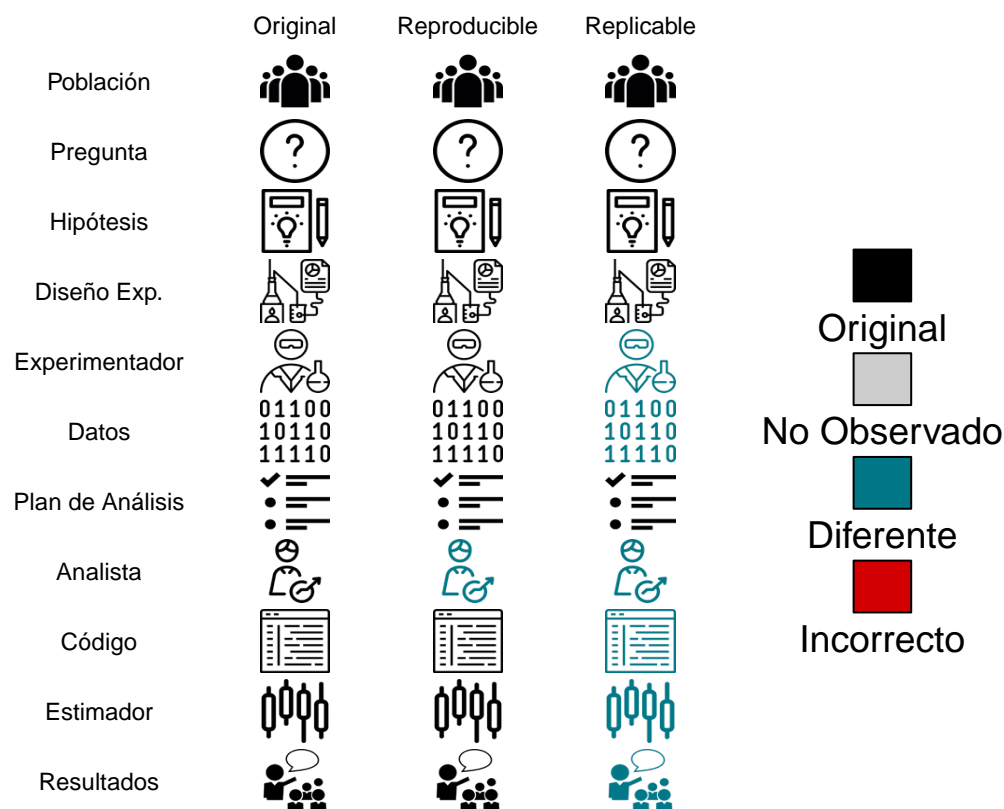 Original Reproducible Replicable
Población
Pregunta
?
?
?
Hipótesis
Diseño Exp.
Experimentador
Datos
01100
10110
11110
01100
10110
11110
01100
10110
11110
Plan de Análisis
Analista
Código
Estimador
Resultados
Original
No Observado
Diferente
Incorrecto